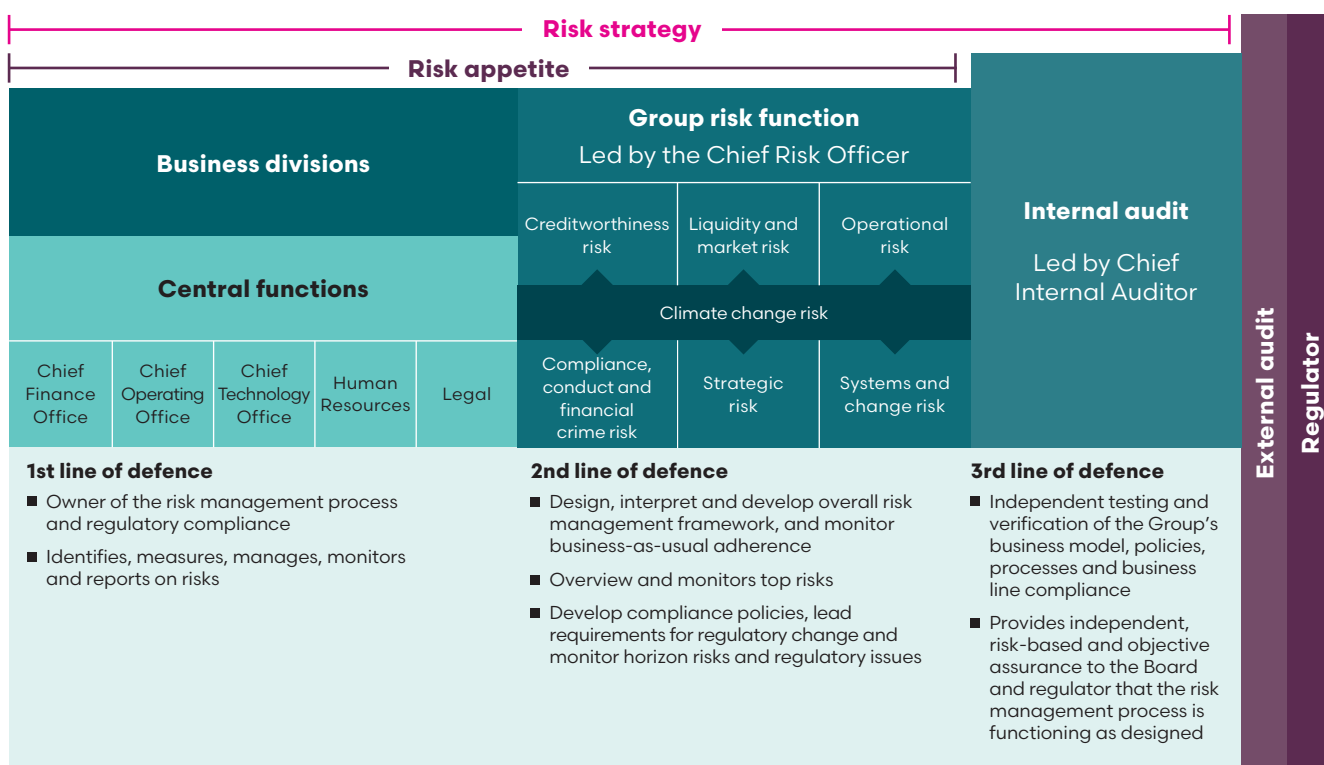 Risk strategy
Risk appetite
Business divisions
Central functions
Chief
Finance
Office
Chief
Operating
Office
Chief
Technology
Office
Human
Resources
Legal
Group risk function
Led by the Chief Risk Officer
Creditworthiness
risk
Liquidity and
market risk
Operational
risk
Climate change risk
Compliance,
conduct and
financial
crime risk
Strategic
risk
Systems and
change risk
Internal audit
Led by Chief
Internal Auditor
1st line of defence
■ Owner of the risk management process
and regulatory compliance
■ Identifies, measures, manages, monitors
and reports on risks
2nd line of defence
■ Design, interpret and develop overall risk
management framework, and monitor
business-as-usual adherence
■ Overview and monitors top risks
■ Develop compliance policies, lead
requirements for regulatory change and
monitor horizon risks and regulatory issues
3rd line of defence
■ Independent testing and
verification of the Group’s
business model, policies,
processes and business
line compliance
■ Provides independent,
risk-based and objective
assurance to the Board
and regulator that the risk
management process is
functioning as designed
External audit
Regulator